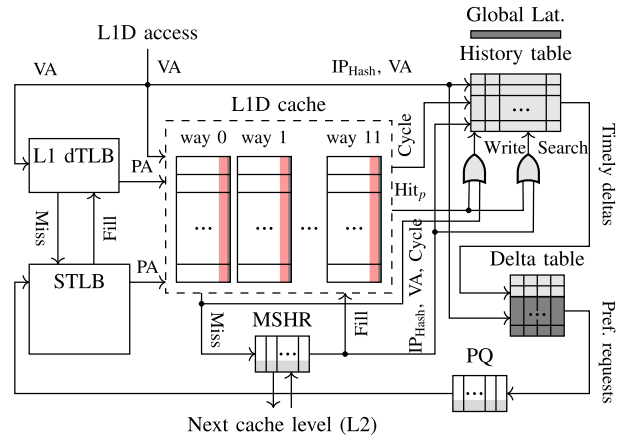 Global Lat.
L1D access
History table
VA
VA
IP_Hash, VA
L1D cache
way 0
way 1
way 11
...
...
...
...
...
Cycle
Write
Search
Timely deltas
L1 dTLB
PA
Hit_p
Miss
Fill
IP_Hash, VA, Cycle
Delta table
STLB
PA
Miss
MSHR
...
Fill
...
Pref. requests
PQ
...
Next cache level (L2)